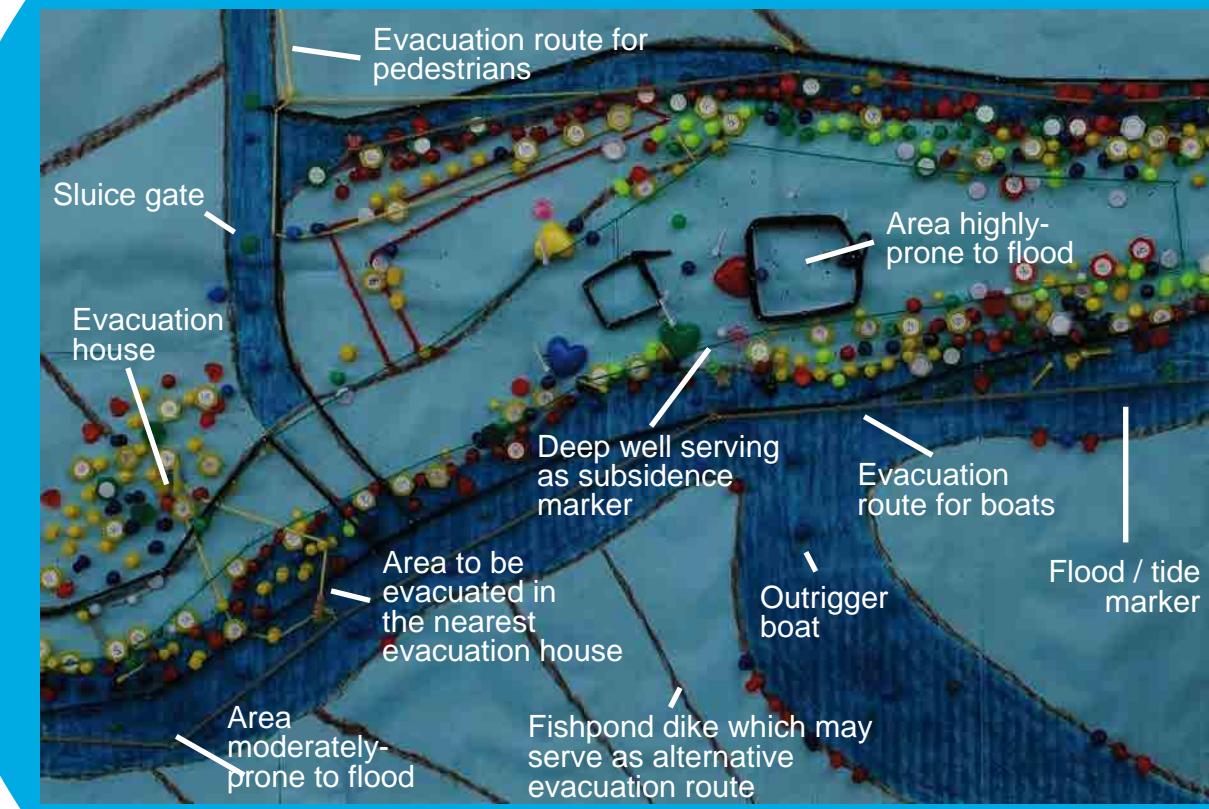 Evacuation route for
pedestrians
Sluice gate
Area highly-
prone to flood
Evacuation
house
Deep well serving
as subsidence
marker
Evacuation
route for boats
Flood / tide
marker
Area to be
evacuated in
the nearest
evacuation house
Outrigger
boat
Area
moderately-
prone to flood
Fishpond dike which may
serve as alternative
evacuation route